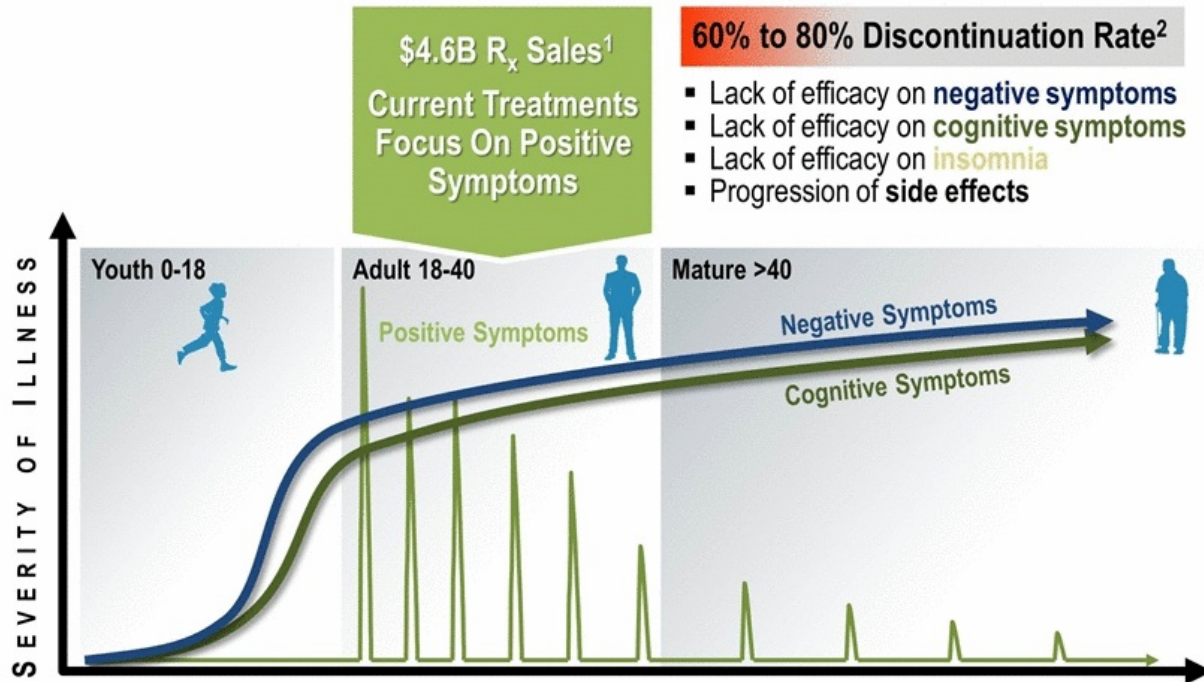 $4.6B Rx Sales1
Current Treatments
Focus On Positive
Symptoms
60% to 80% Discontinuation Rate2
▪ Lack of efficacy on negative symptoms
▪ Lack of efficacy on cognitive symptoms
▪ Lack of efficacy on insomnia
▪ Progression of side effects
SEVERITY OF ILLNESS
Youth 0-18
Adult 18-40
Mature >40
Positive Symptoms
Negative Symptoms
Cognitive Symptoms